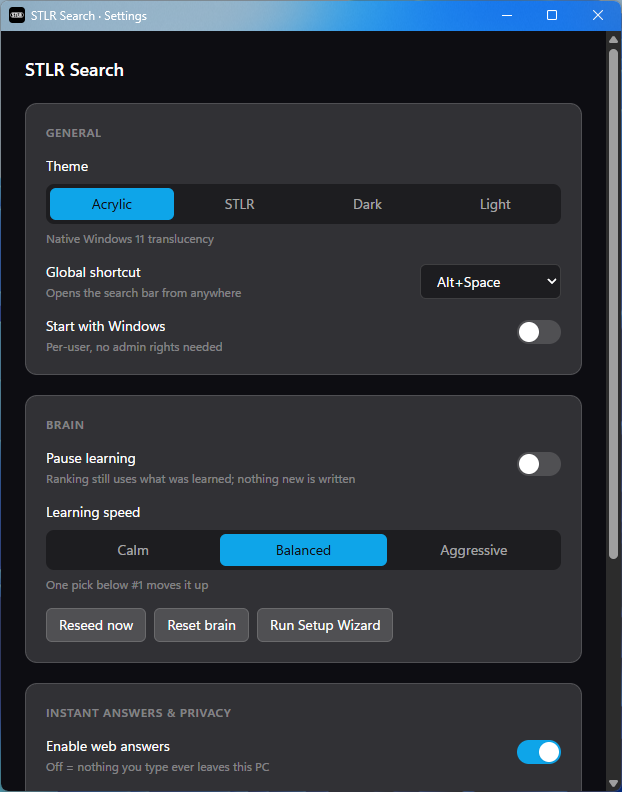 STLR STLR Search · Settings
STLR Search
GENERAL
Theme
Acrylic STLR Dark Light
Native Windows 11 translucency
Global shortcut
Opens the search bar from anywhere
Alt+Space
Start with Windows
Per-user, no admin rights needed
BRAIN
Pause learning
Ranking still uses what was learned; nothing new is written
Learning speed
Calm Balanced Aggressive
One pick below #1 moves it up
Reseed now Reset brain Run Setup Wizard
INSTANT ANSWERS & PRIVACY
Enable web answers
Off = nothing you type ever leaves this PC